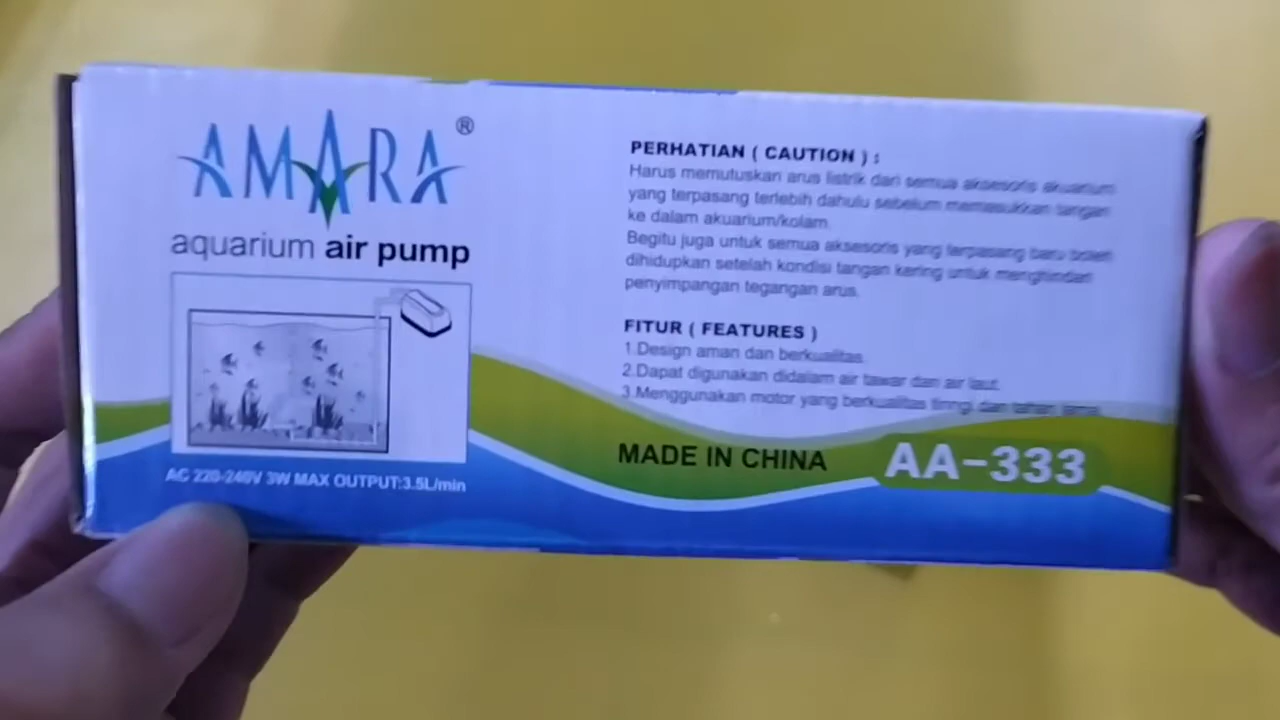 AMARA®
aquarium air pump
AC 220-240V 3W MAX OUTPUT:3.5L/min
PERHATIAN ( CAUTION ) :
Harus memutuskan arus listrik dari semua aksesoris akuarium
yang terpasang terlebih dahulu sebelum memasukkan tangan
ke dalam akuarium/kolam.
Begitu juga untuk semua aksesoris yang terpasang baru boleh
dihidupkan setelah kondisi tangan kering untuk menghindari
penyimpangan tegangan arus.
FITUR ( FEATURES )
1.Design aman dan berkualitas.
2.Dapat digunakan didalam air tawar dan air laut.
3.Menggunakan motor yang berkualitas tinngi dan tahan lama.
MADE IN CHINA
AA-333